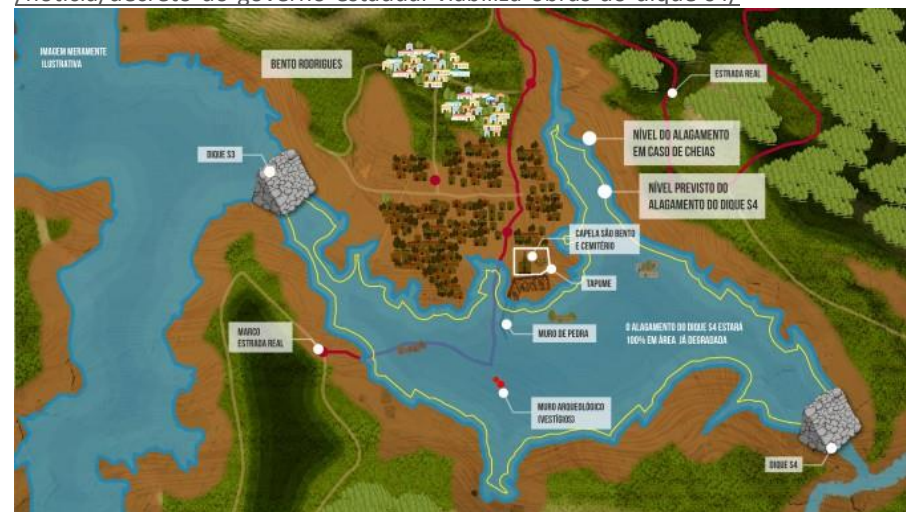 /noticia/decreto-do-governo-estadual-viabiliza-obras-do-dique-s4/
IMAGEM MERAMENTE
ILUSTRATIVA
BENTO RODRIGUES
ESTRADA REAL
NÍVEL DO ALAGAMENTO
EM CASO DE CHEIAS
DIQUE S3
NÍVEL PREVISTO DO
ALAGAMENTO DO DIQUE S4
CAPELA SÃO BENTO
E CEMITÉRIO
TAPUME
MARCO
ESTRADA REAL
MURO DE PEDRA
O ALAGAMENTO DO DIQUE S4 ESTARÁ
100% EM ÁREA JÁ DEGRADADA
MURO ARQUEOLÓGICO
(VESTÍGIOS)
DIQUE S4